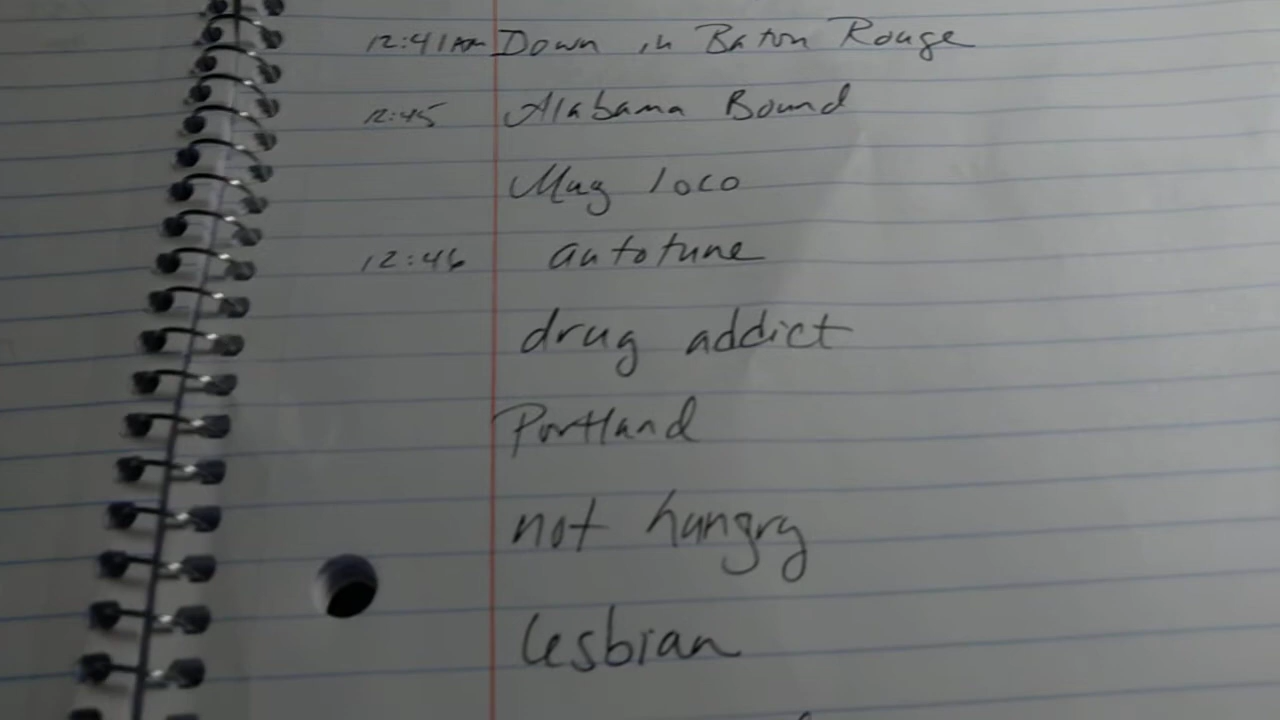 12:41AM Down in Baton Rouge
12:45 Alabama Bound
Mug loco
12:46 autotune
drug addict
Portland
not hungry
lesbian